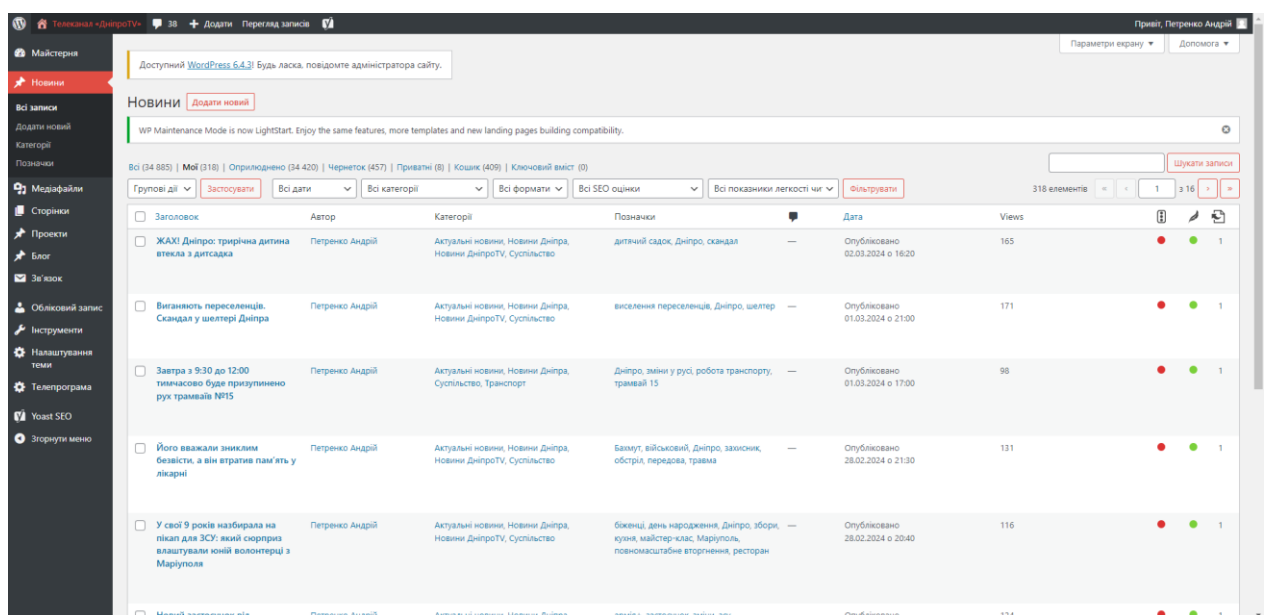 Телеканал «ДніпроTV» 38 + Додати Перегляд записів Привіт, Петренко Андрій
Параметри екрану Допомога
Майстерня
Новини
Всі записи
Додати новий
Категорії
Позначки
Медіафайли
Сторінки
Проекти
Блог
Зв'язок
Обліковий запис
Інструменти
Налаштування
теми
Телепрограма
Yoast SEO
Згорнути меню
Доступний WordPress 6.4.3! Будь ласка, повідомте адміністратора сайту.
Новини Додати новий
WP Maintenance Mode is now LightStart. Enjoy the same features, more templates and new landing pages building compatibility.
Всі (34 885) | Мої (318) | Оприлюднено (34 420) | Чернеток (457) | Приватні (8) | Кошик (409) | Ключовий вміст (0)
Шукати записи
Групові дії Застосувати Всі дати Всі категорії Всі формати Всі SEO оцінки Всі показники легкості чит Фільтрувати 318 елементів « ‹ 1 з 16 › »
Заголовок Автор Категорії Позначки Дата Views
ЖАХ! Дніпро: трирічна дитина Петренко Андрій Актуальні новини, Новини Дніпра, дитячий садок, Дніпро, скандал — Опубліковано 165 1
втекла з дитсадка Новини ДніпроTV, Суспільство 02.03.2024 о 16:20
Виганяють переселенців. Петренко Андрій Актуальні новини, Новини Дніпра, виселення переселенців, Дніпро, шелтер — Опубліковано 171 1
Скандал у шелтері Дніпра Новини ДніпроTV, Суспільство 01.03.2024 о 21:00
Завтра з 9:30 до 12:00 Петренко Андрій Актуальні новини, Новини Дніпра, Дніпро, зміни у русі, робота транспорту, — Опубліковано 98 1
тимчасово буде призупинено Суспільство, Транспорт трамвай 15 01.03.2024 о 17:00
рух трамваїв №15
Його вважали зниклим Петренко Андрій Актуальні новини, Новини Дніпра, Бахмут, військовий, Дніпро, захисник, — Опубліковано 131 1
безвісти, а він втратив пам'ять у Новини ДніпроTV, Суспільство обстріл, передова, травма 28.02.2024 о 21:30
лікарні
У свої 9 років назбирала на Петренко Андрій Актуальні новини, Новини Дніпра, біженці, день народження, Дніпро, збори, — Опубліковано 116 1
пікап для ЗСУ: який сюрприз Новини ДніпроTV, Суспільство кухня, майстер-клас, Маріуполь, 28.02.2024 о 20:40
влаштували юній волонтерці з повномасштабне вторгнення, ресторан
Маріуполя